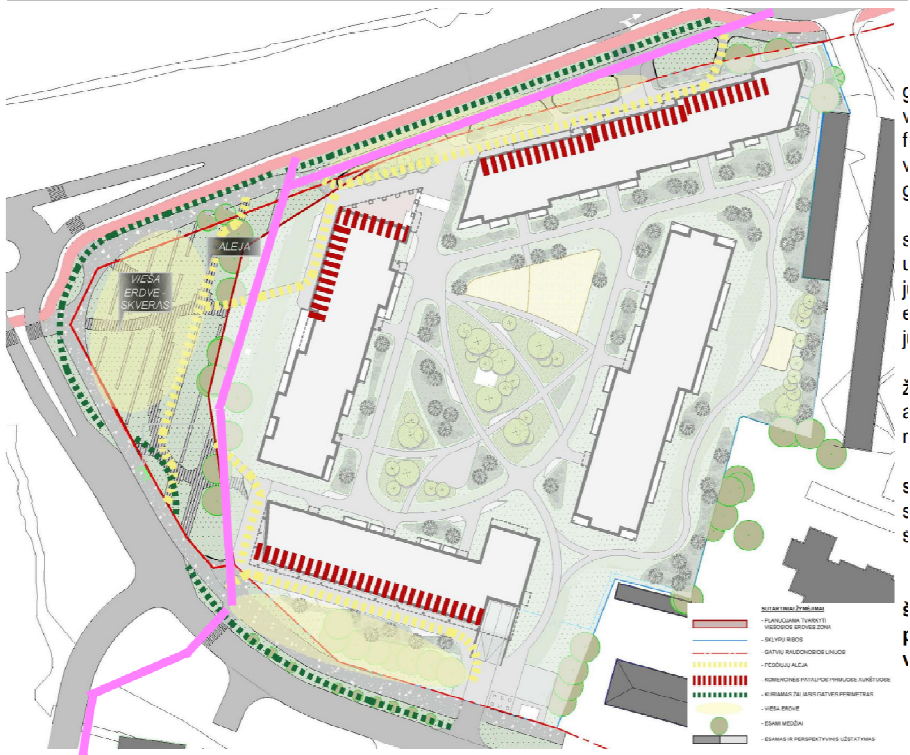 ALEJA
VIEŠA
ERDVĖ -
SKVERAS
g
v
f
v
g
s
u
j
e
j
ž
a
n
s
s
s
š
p
v
SUTARTINIAI ŽYMĖJIMAI
- PLANUOJAMA TVARKYTI
VIEŠOSIOS ERDVĖS ZONA
- SKLYPŲ RIBOS
- GATVIŲ RAUDONOSIOS LINIJOS
- PĖSČIŲJŲ ALĖJA
- KOMERCINĖS PATALPOS PIRMUOSE AUKŠTUOSE
- KURIAMAS ŽALIASIS GATVĖS PERIMETRAS
- VIEŠA ERDVĖ
- ESAMI MEDŽIAI
- ESAMAS IR PERSPEKTYVINIS UŽSTATYMAS